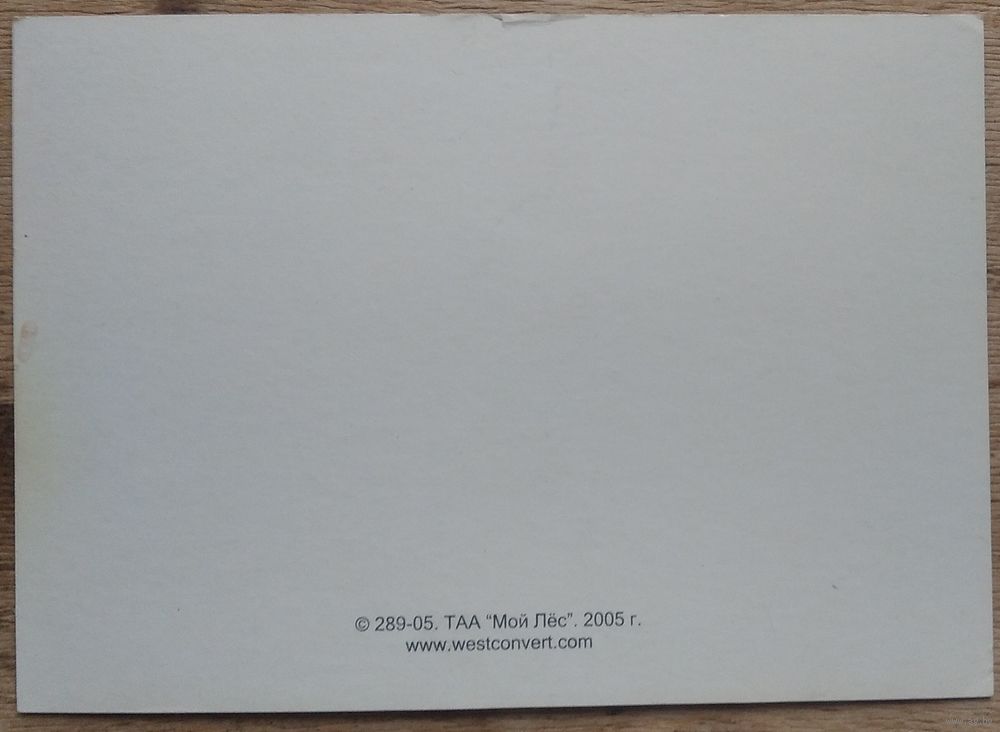 © 289-05. ТАА “Мой Лёс”. 2005 г.
www.westconvert.com